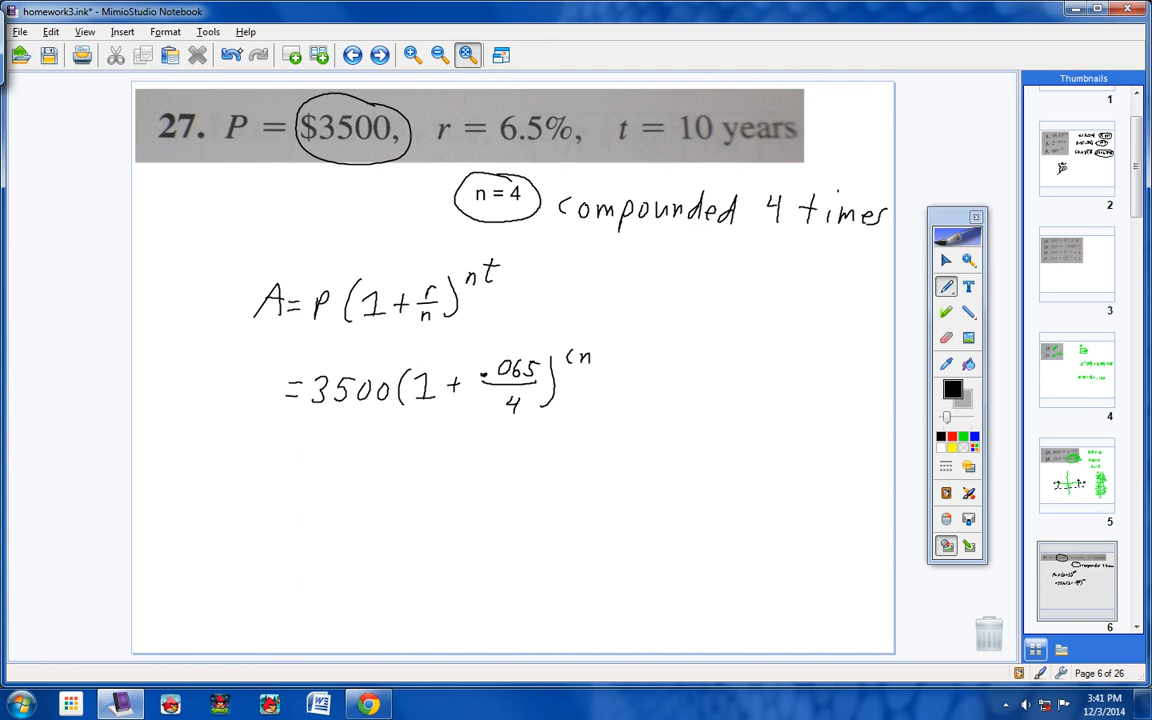 homework3.ink* - MimioStudio Notebook
File Edit View Insert Format Tools Help
Thumbnails
27. P = $3500, r = 6.5%, t = 10 years
n = 4 compounded 4 times
A = P (1 + r/n)^nt
= 3500 (1 + .065/4)^(n
1
2
3
4
5
6
Page 6 of 26
3:41 PM
12/3/2014